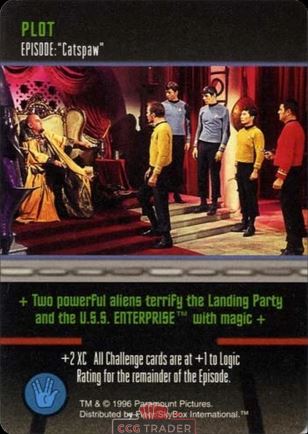 PLOT
EPISODE: "Catspaw"
+ Two powerful aliens terrify the Landing Party
and the U.S.S. ENTERPRISE™ with magic +
+2 XC All Challenge cards are at +1 to Logic
Rating for the remainder of the Episode.
TM & © 1996 Paramount Pictures.
Distributed by Fleer/SkyBox International.™
CCG TRADER